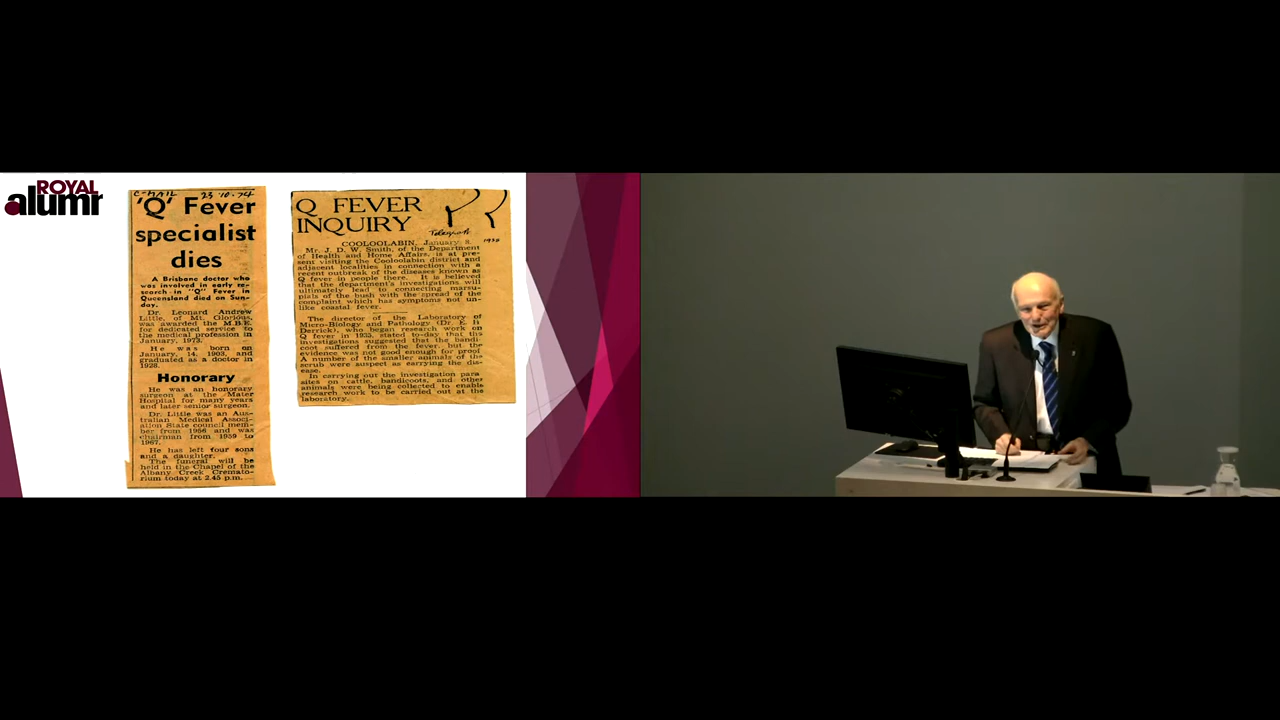 ROYAL
alumr
C-MAIL 23·10·74
'Q' Fever
specialist
dies
A Brisbane doctor who
was involved in early re-
search in "Q" Fever in
Queensland died on Sun-
day.
Dr. Leonard Andrew
Little, of Mt. Glorious,
was awarded the M.B.E.
for dedicated service to
the medical profession in
January, 1973.
He was born on
January, 14, 1903, and
graduated as a doctor in
1928.
Honorary
He was an honorary
surgeon at the Mater
Hospital for many years
and later senior surgeon.
Dr. Little was an Aus-
tralian Medical Associ-
ation State council mem-
ber from 1956 and was
chairman from 1959 to
1967.
He has left four sons
and a daughter.
The funeral will be
held in the Chapel of the
Albany Creek Cremato-
rium today at 2.45 p.m.
Q FEVER
INQUIRY
Telegraph
COOLOOLABIN, January 8.
Mr. J. D. W. Smith, of the Department
of Health and Home Affairs, is at pre-
sent visiting the Cooloolabin district and
adjacent localities in connection with a
recent outbreak of the diseases known as
Q fever in people there. It is believed
that the department's investigations will
ultimately lead to connecting marsu-
pials of the bush with the spread of the
complaint which has symptoms not un-
like coastal fever.
The director of the Laboratory of
Micro-Biology and Pathology (Dr. E. H.
Derrick), who began research work on
Q fever in 1935, stated to-day that his
investigations suggested that the bandi-
coot suffered from the fever, but the
evidence was not good enough for proof
A number of the smaller animals of the
scrub were suspect as carrying the dis-
ease.
In carrying out the investigation para
sites on cattle, bandicoots, and other
animals were being collected to enable
research work to be carried out at the
laboratory.